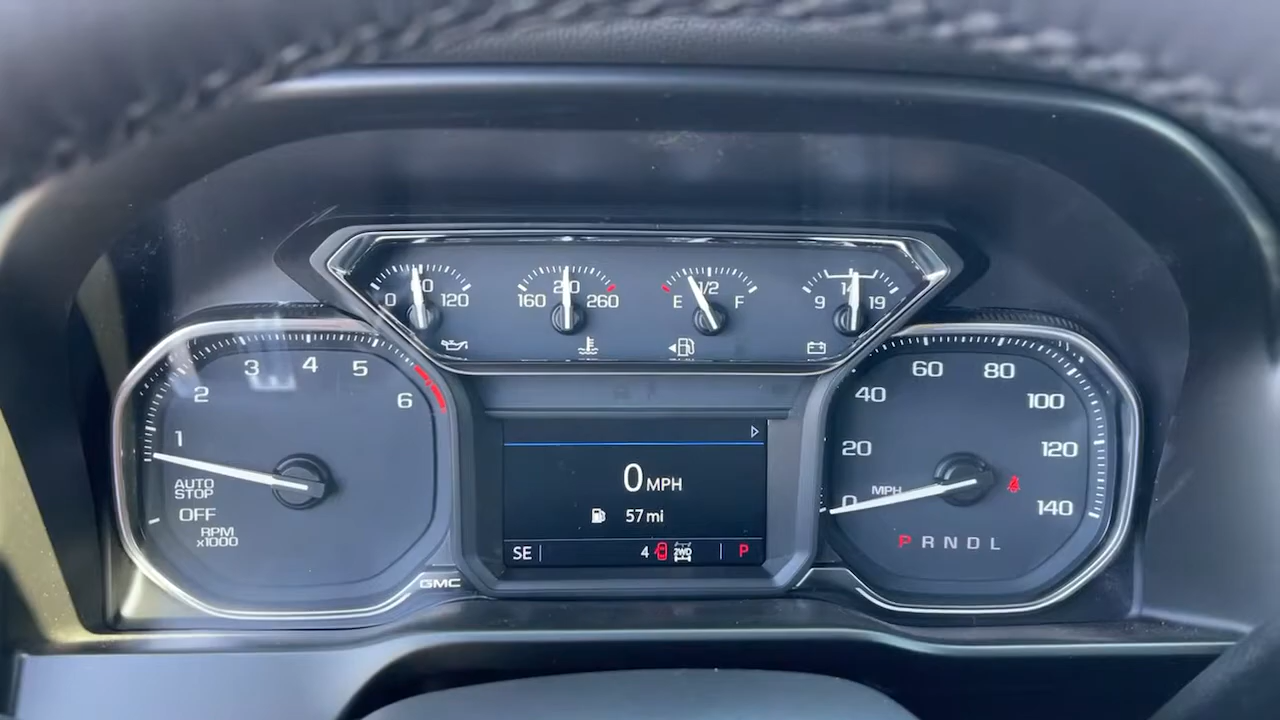 0 120
160 260
E 1/2 F
9 14 19
1
2
3
4
5
6
AUTO
STOP
OFF
RPM
x1000
GMC
0 MPH
57 mi
SE 4 2WD P
0
20
40
60
80
100
120
140
MPH
P R N D L